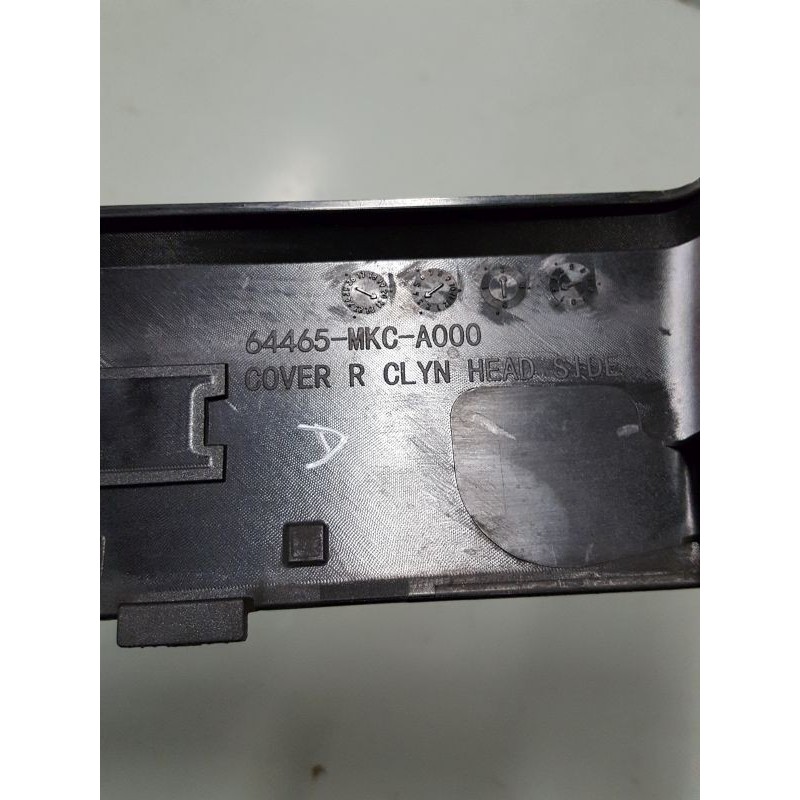 64465-MKC-A000
COVER R CLYN HEAD SIDE
D